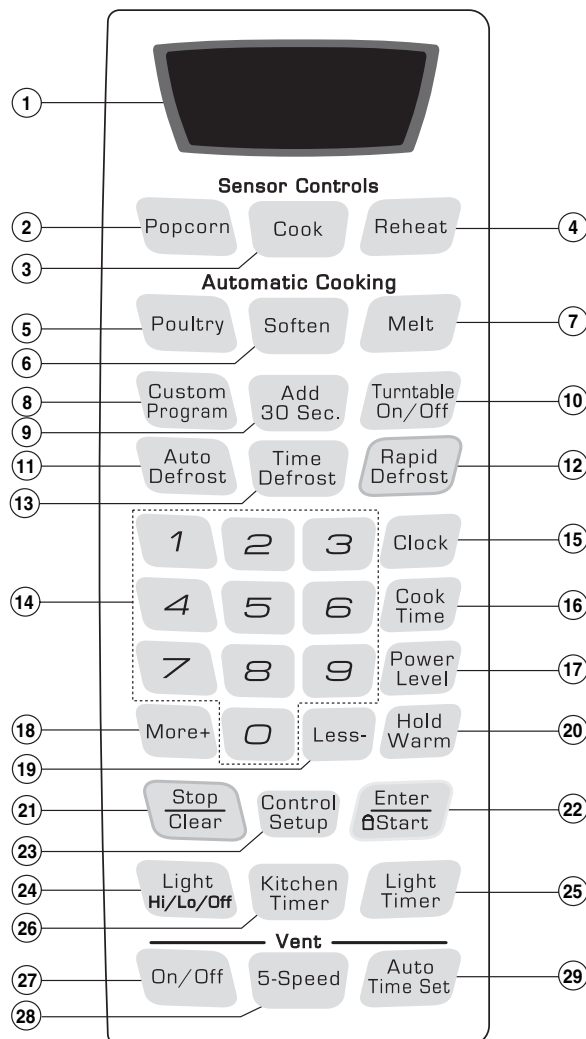 1
Sensor Controls
2 Popcorn Cook Reheat 4
3
Automatic Cooking
5 Poultry Soften Melt 7
6
8 Custom Program Add 30 Sec. Turntable On/Off 10
9
11 Auto Defrost Time Defrost Rapid Defrost 12
13
1 2 3 Clock 15
14 4 5 6 Cook Time 16
7 8 9 Power Level 17
18 More+ 0 Less- Hold Warm 20
19
21 Stop Clear Control Setup Enter Start 22
23
24 Light Hi/Lo/Off Kitchen Timer Light Timer 25
26
Vent
27 On/Off 5-Speed Auto Time Set 29
28